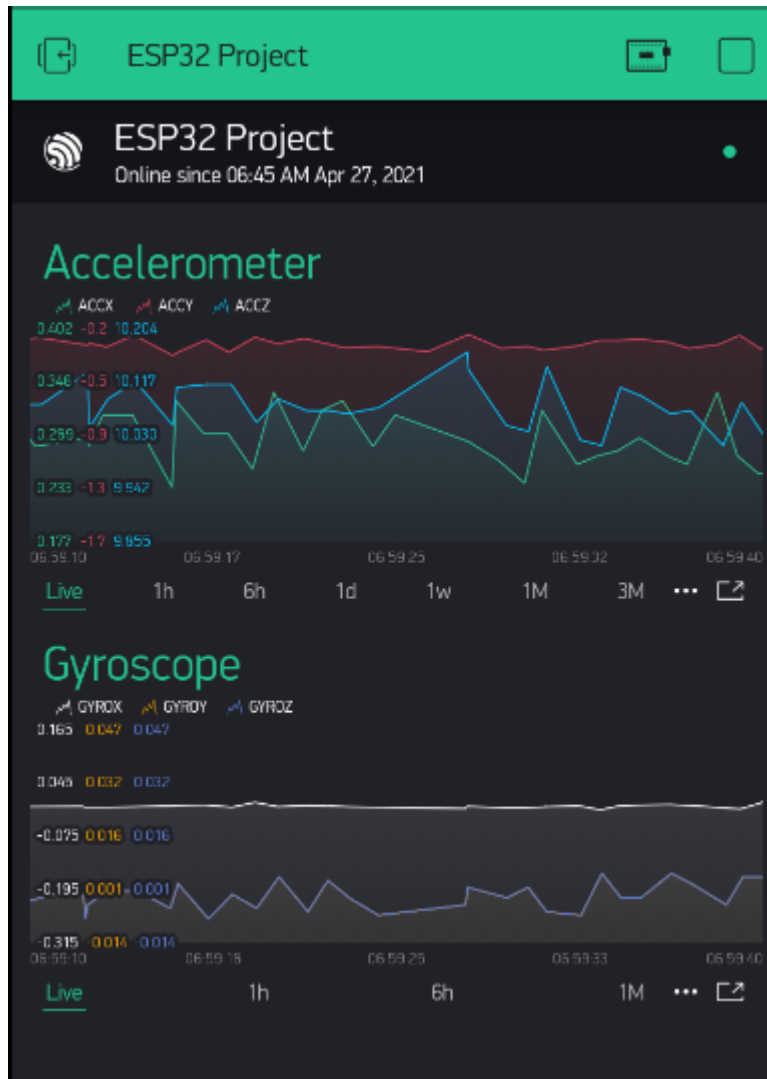 ESP32 Project
ESP32 Project
Online since 06:45 AM Apr 27, 2021
Accelerometer
ACCX ACCY ACCZ
0.402 -0.2 10.204
0.346 -0.5 10.117
0.289 -0.9 10.030
0.233 -1.3 9.942
0.177 -1.7 9.855
06:59:10 06:59:17 06:59:25 06:59:32 06:59:40
Live 1h 6h 1d 1w 1M 3M
Gyroscope
GYROX GYROY GYROZ
0.165 0.047 0.047
0.045 0.032 0.032
-0.075 0.016 0.016
-0.195 0.001 0.001
-0.315 -0.014 -0.014
06:59:10 06:59:18 06:59:25 06:59:33 06:59:40
Live 1h 6h 1M